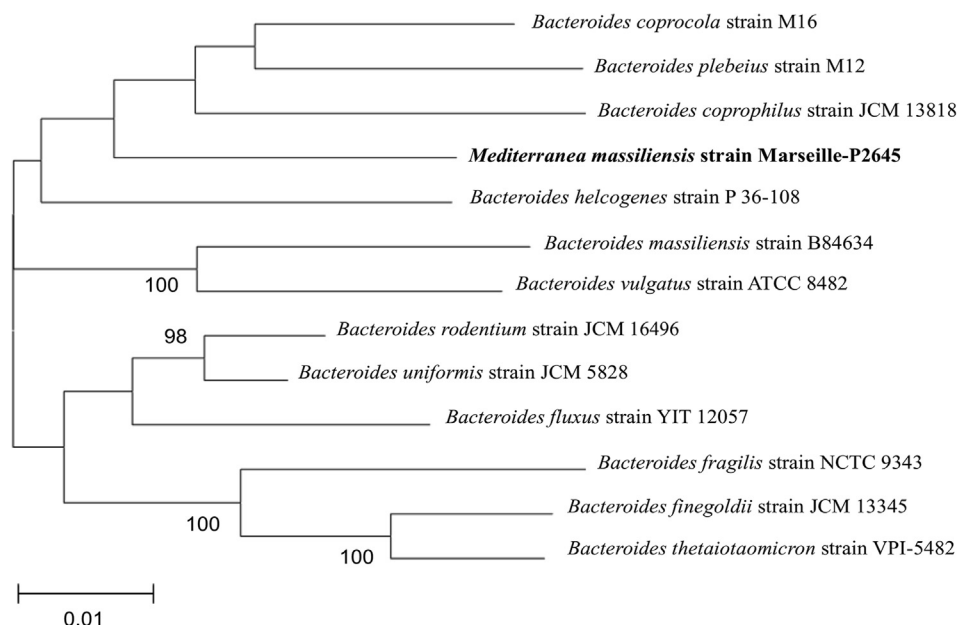 Bacteroides coprocola strain M16
Bacteroides plebeius strain M12
Bacteroides coprophilus strain JCM 13818
Mediterranea massiliensis strain Marseille-P2645
Bacteroides helcogenes strain P 36-108
Bacteroides massiliensis strain B84634
100
Bacteroides vulgatus strain ATCC 8482
98
Bacteroides rodentium strain JCM 16496
Bacteroides uniformis strain JCM 5828
Bacteroides fluxus strain YIT 12057
Bacteroides fragilis strain NCTC 9343
Bacteroides finegoldii strain JCM 13345
100
Bacteroides thetaiotaomicron strain VPI-5482
100
0.01